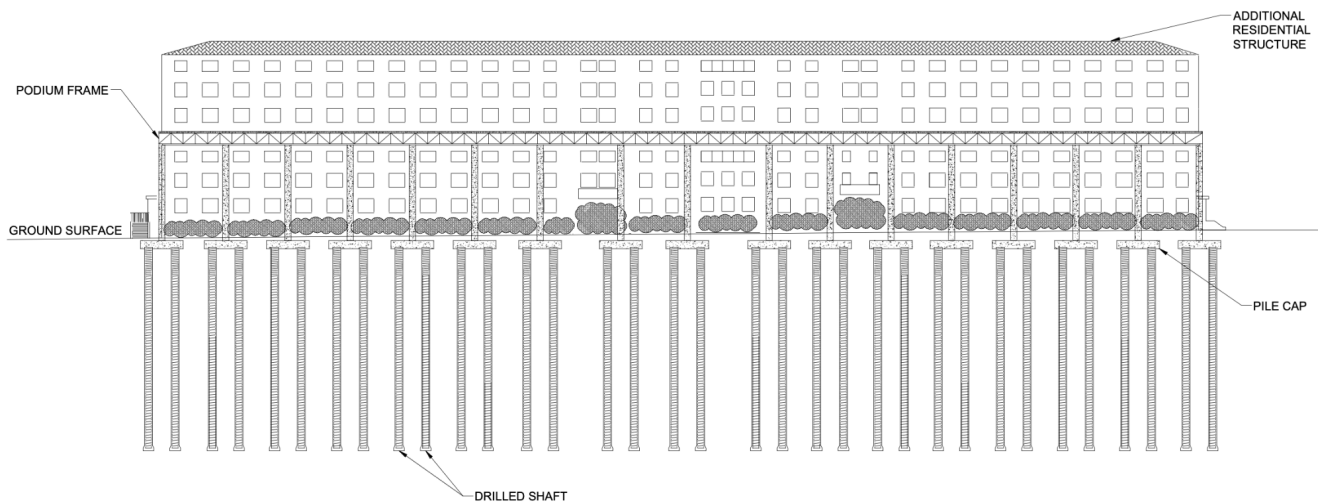 ADDITIONAL
RESIDENTIAL
STRUCTURE
PODIUM FRAME
GROUND SURFACE
PILE CAP
DRILLED SHAFT